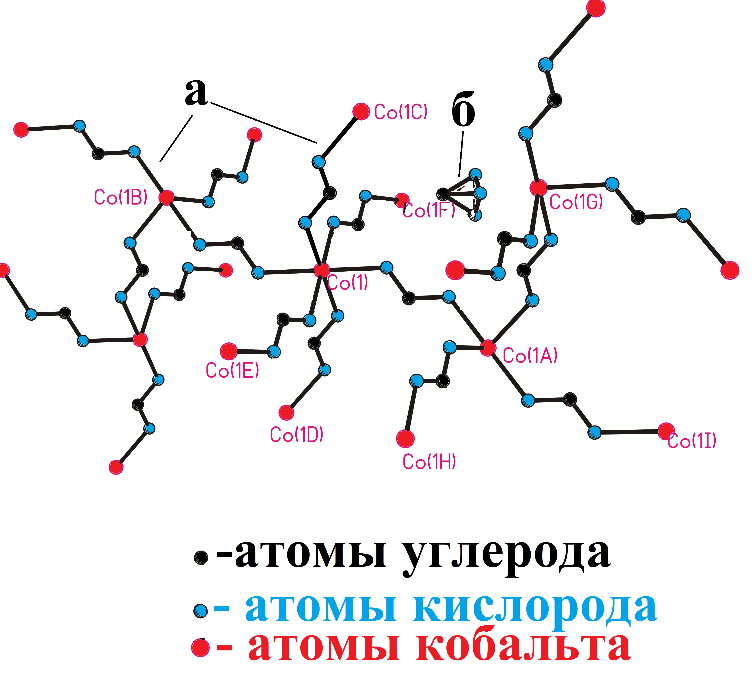 а
б
Co(1C)
Co(1B)
Co(1F)
Co(1G)
Co(1)
Co(1E)
Co(1A)
Co(1D)
Co(1H)
Co(1I)
-атомы углерода
- атомы кислорода
- атомы кобальта